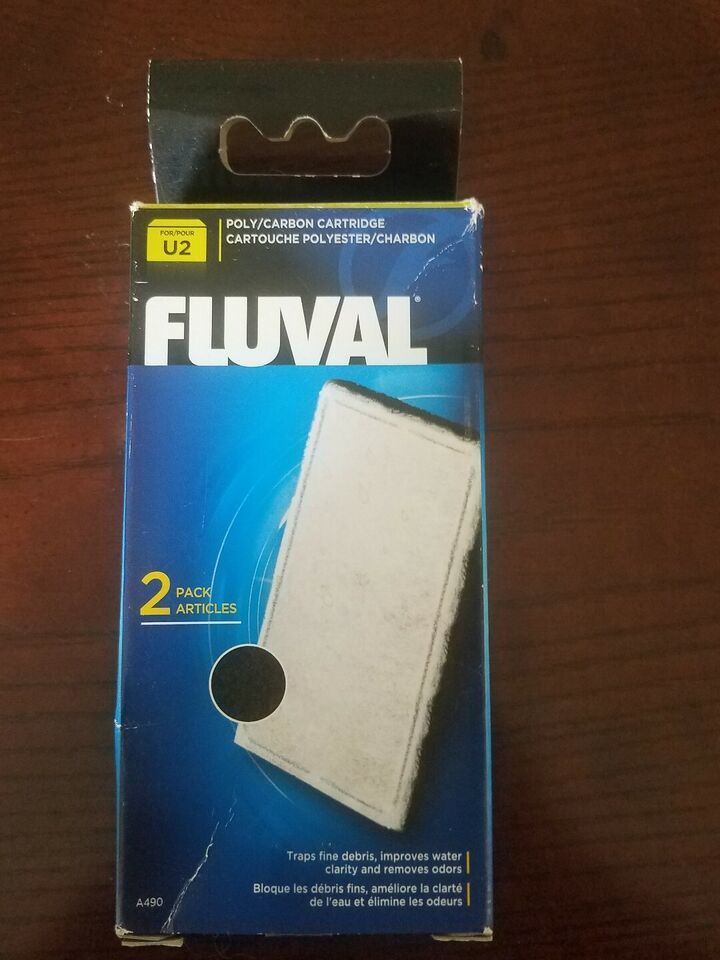 FOR/POUR
U2
POLY/CARBON CARTRIDGE
CARTOUCHE POLYESTER/CHARBON
FLUVAL®
2 PACK
ARTICLES
Traps fine debris, improves water
clarity and removes odors
Bloque les débris fins, améliore la clarté
de l'eau et élimine les odeurs
A490